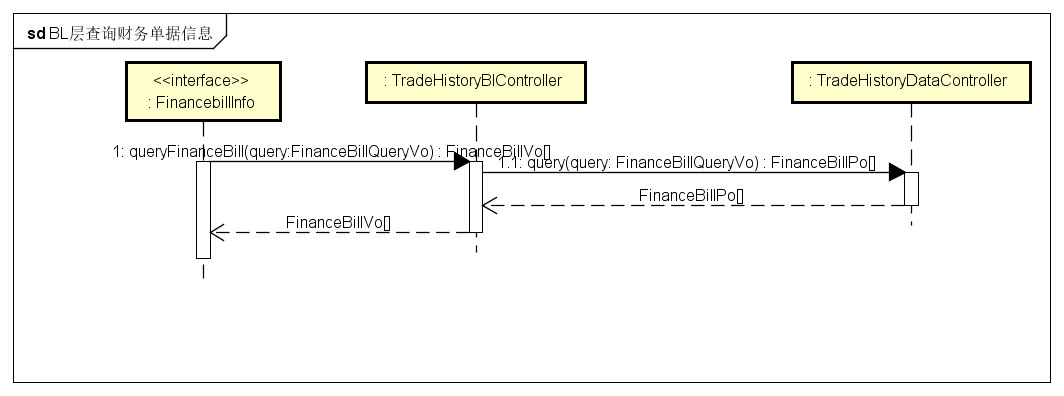 sd BL层查询财务单据信息
<<interface>>
: FinancebillInfo
: TradeHistoryBlController
: TradeHistoryDataController
1: queryFinanceBill(query:FinanceBillQueryVo) : FinanceBillVo[]
1.1: query(query: FinanceBillQueryVo) : FinanceBillPo[]
FinanceBillPo[]
FinanceBillVo[]